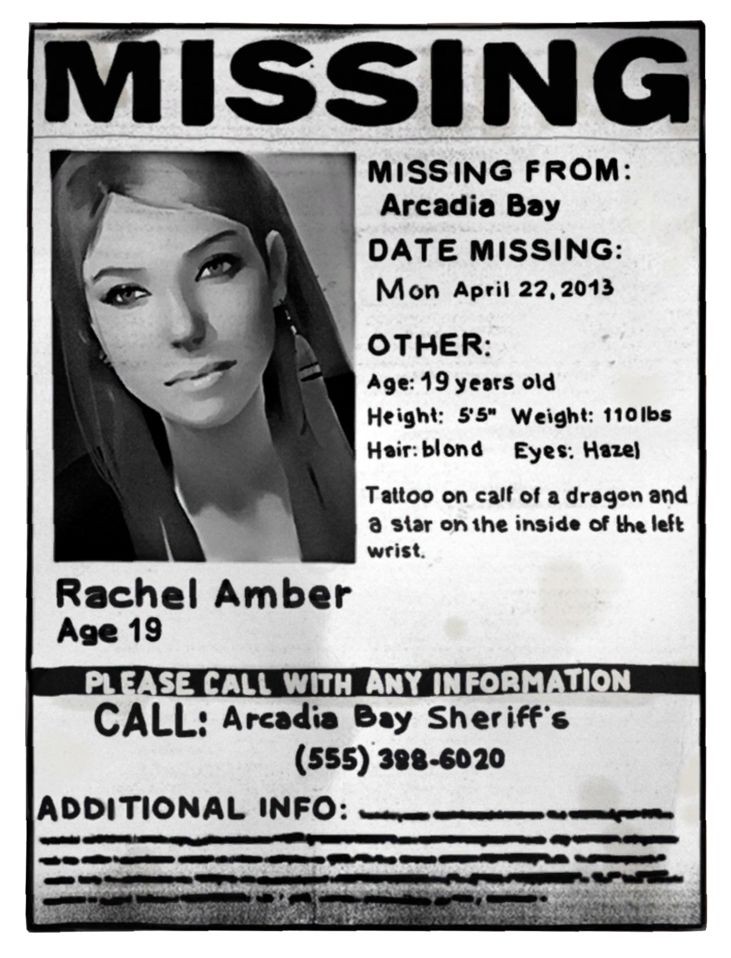 MISSING
MISSING FROM:
Arcadia Bay
DATE MISSING:
Mon April 22, 2013
OTHER:
Age: 19 years old
Height: 5'5" Weight: 110lbs
Hair: blond Eyes: Hazel
Tattoo on calf of a dragon and
a star on the inside of the left
wrist.
Rachel Amber
Age 19
PLEASE CALL WITH ANY INFORMATION
CALL: Arcadia Bay Sheriff's
(555) 388-6020
ADDITIONAL INFO: